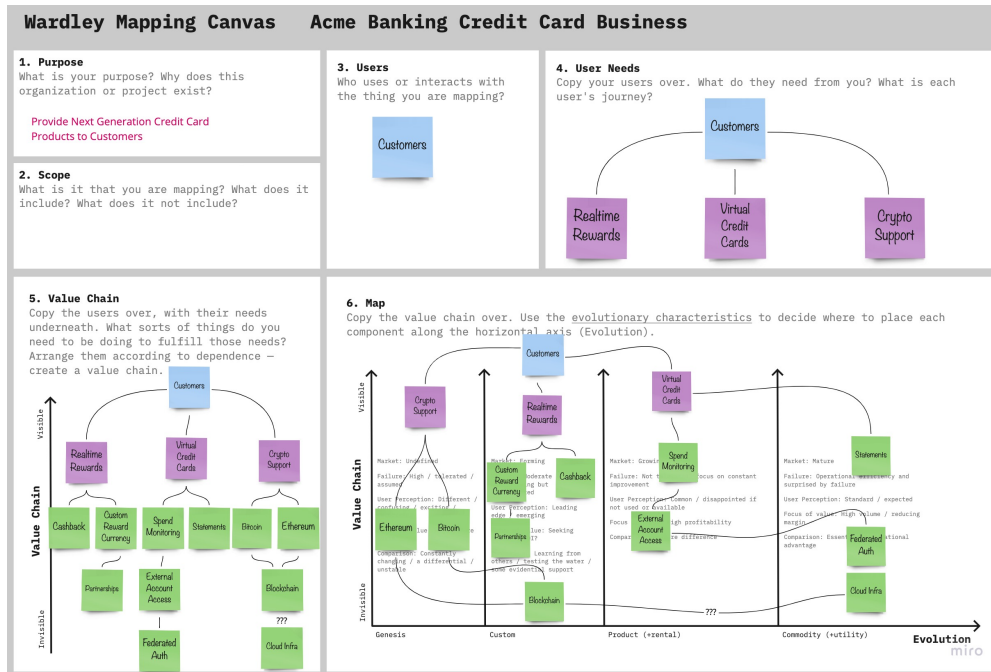 Wardley Mapping Canvas Acme Banking Credit Card Business
1. Purpose
What is your purpose? Why does this
organization or project exist?
Provide Next Generation Credit Card
Products to Customers
2. Scope
What is it that you are mapping? What does it
include? What does it not include?
3. Users
Who uses or interacts with
the thing you are mapping?
Customers
4. User Needs
Copy your users over. What do they need from you? What is each
user's journey?
Customers
Realtime
Rewards
Virtual
Credit
Cards
Crypto
Support
5. Value Chain
Copy the users over, with their needs
underneath. What sorts of things do you
need to be doing to fulfill those needs?
Arrange them according to dependence —
create a value chain.
Visible
Value Chain
Invisible
Customers
Realtime
Rewards
Virtual
Credit
Cards
Crypto
Support
Cashback
Custom
Reward
Currency
Spend
Monitoring
Statements
Bitcoin
Ethereum
Partnerships
External
Account
Access
Blockchain
???
Federated
Auth
Cloud Infra
6. Map
Copy the value chain over. Use the evolutionary characteristics to decide where to place each
component along the horizontal axis (Evolution).
Visible
Value Chain
Invisible
Customers
Crypto
Support
Realtime
Rewards
Virtual
Credit
Cards
Custom
Reward
Currency
Cashback
Spend
Monitoring
Statements
Ethereum
Bitcoin
Partnerships
External
Account
Access
Federated
Auth
Blockchain
???
Cloud Infra
Market: Undefined
Failure: High / tolerated /
assumed
User Perception: Different /
Comparison: Constantly
changing / a differential /
unstable
Market: Forming
User Perception: Leading
edge / emerging
Seeking
Learning from
others / testing the water /
some evidential support
Market:
Failure: Not
focus on constant
improvement
User Perception: Common / disappointed if
not used or available
Focus
high profitability
difference
Market: Mature
Failure: Operational efficiency and
surprised by failure
User Perception: Standard / expected
Focus of value: High volume / reducing
margin
Comparison:
advantage
Genesis
Custom
Product (+rental)
Commodity (+utility)
Evolution
miro